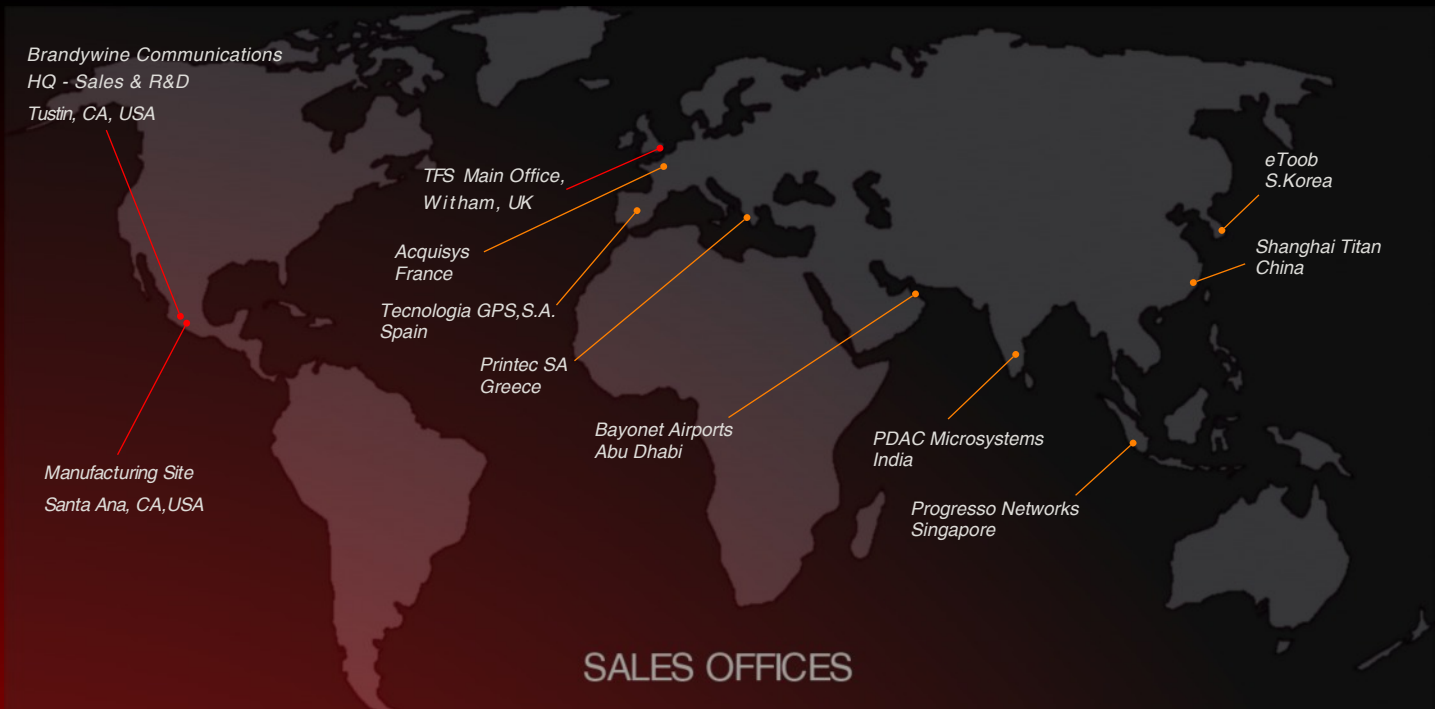 Brandywine Communications
HQ - Sales & R&D
Tustin, CA, USA
TFS Main Office,
Witham, UK
eToob
S.Korea
Acquisys
France
Shanghai Titan
China
Tecnologia GPS,S.A.
Spain
Printec SA
Greece
Bayonet Airports
Abu Dhabi
PDAC Microsystems
India
Manufacturing Site
Santa Ana, CA,USA
Progresso Networks
Singapore
SALES OFFICES